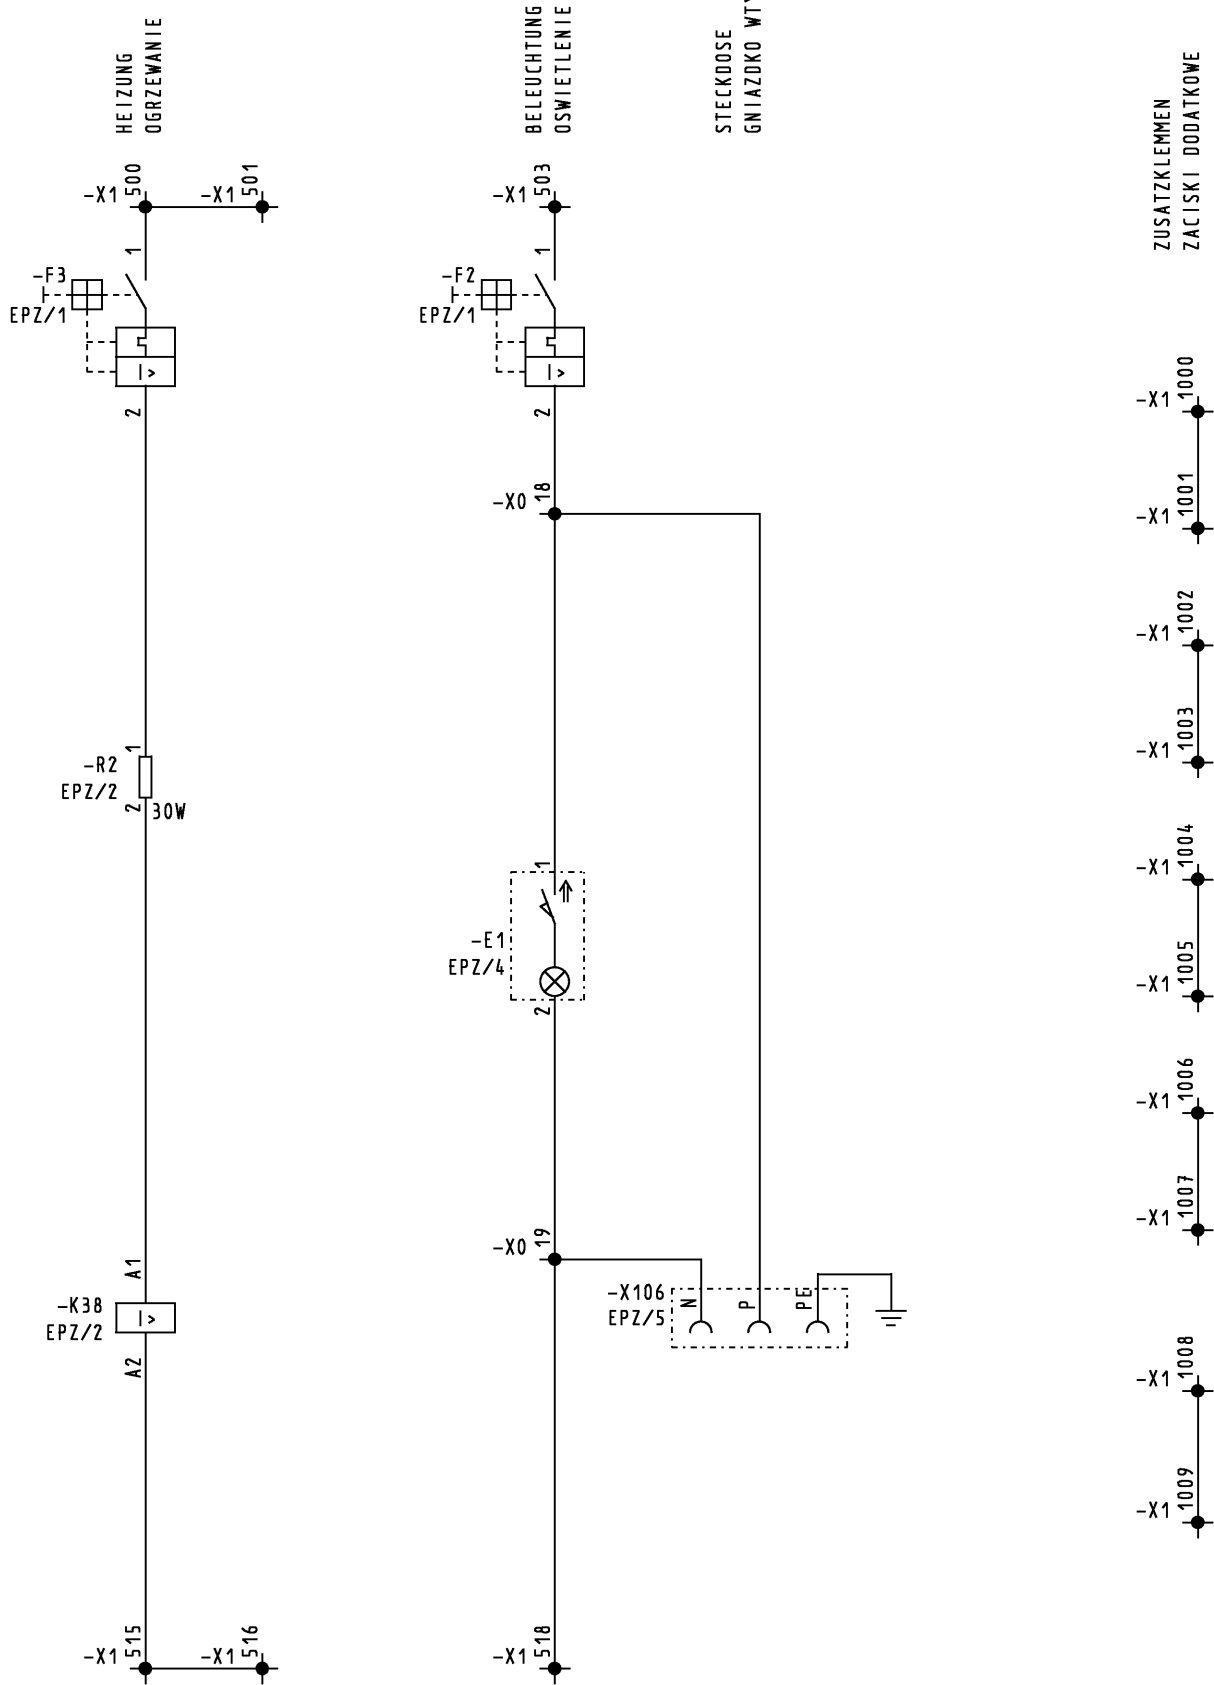 HEIZUNG
OGRZEWANIE
-X1 500
-X1 501
1
-F3
EPZ/1
I>
2
1
-R2
EPZ/2
2
30W
A1
-K38
EPZ/2
I>
A2
-X1 515
-X1 516
BELEUCHTUNG
OSWIETLENIE
-X1 503
1
-F2
EPZ/1
I>
2
-X0 18
1
-E1
EPZ/4
2
-X0 19
-X1 518
STECKDOSE
GNIAZDKO
-X106
EPZ/5
N
P
PE
ZUSATZKLEMMEN
ZACISKI DODATKOWE
-X1 1000
-X1 1001
-X1 1002
-X1 1003
-X1 1004
-X1 1005
-X1 1006
-X1 1007
-X1 1008
-X1 1009